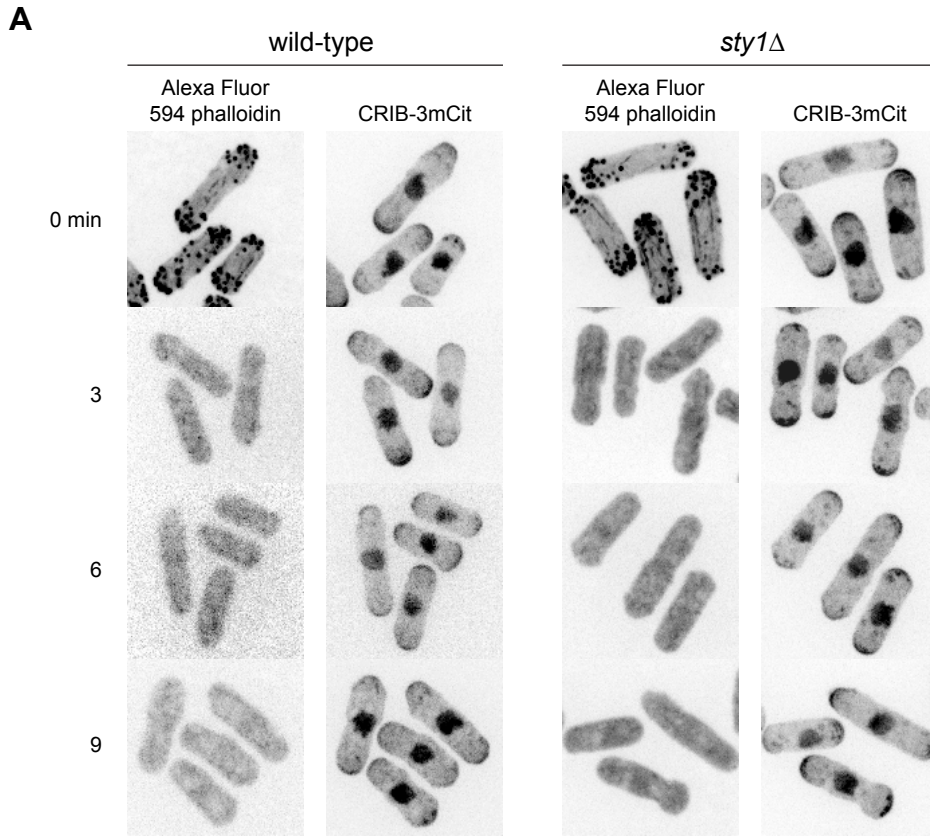 A
wild-type
sty1Δ
Alexa Fluor
594 phalloidin
CRIB-3mCit
Alexa Fluor
594 phalloidin
CRIB-3mCit
0 min
3
6
9